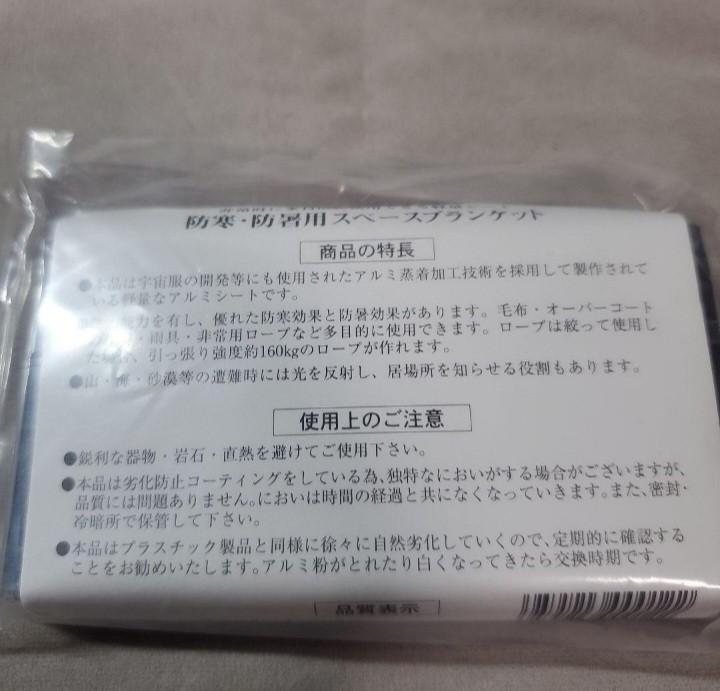 防寒・防暑用スペースブランケット
商品の特長
●本品は宇宙服の開発等にも使用されたアルミ蒸着加工技術を採用して製作されて
いる軽量なアルミシートです。
力を有し、優れた防寒効果と防暑効果があります。毛布・オーバーコート
・雨具・非常用ロープなど多目的に使用できます。ロープは絞って使用し
引っ張り強度約160kgのロープが作れます。
●山・海・砂漠等の遭難時には光を反射し、居場所を知らせる役割もあります。
使用上のご注意
●鋭利な器物・岩石・直熱を避けてご使用下さい。
●本品は劣化防止コーティングをしている為、独特なにおいがする場合がございますが、
品質には問題ありません。においは時間の経過と共になくなっていきます。また、密封・
冷暗所で保管して下さい。
●本品はプラスチック製品と同様に徐々に自然劣化していくので、定期的に確認する
ことをお勧めいたします。アルミ粉がとれたり白くなってきたら交換時期です。
品質表示